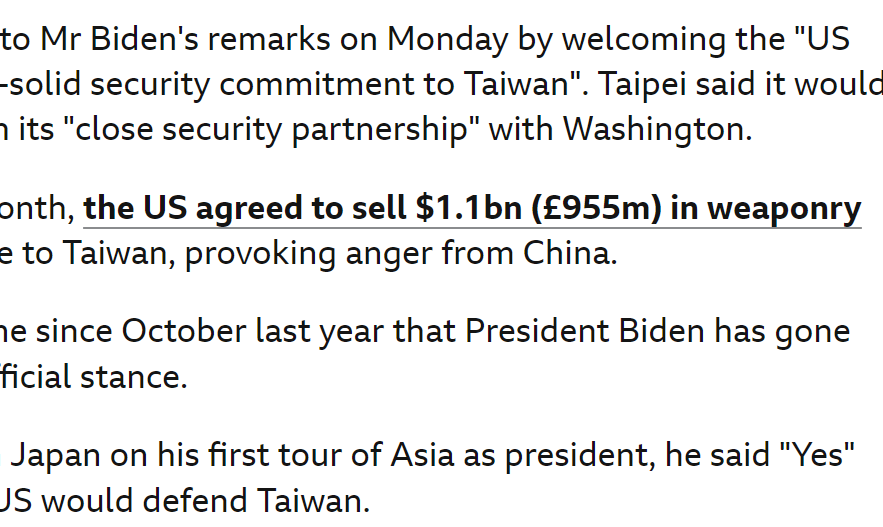 to Mr Biden's remarks on Monday by welcoming the "US
-solid security commitment to Taiwan". Taipei said it would
its "close security partnership" with Washington.
onth, the US agreed to sell $1.1bn (£955m) in weaponry
e to Taiwan, provoking anger from China.
ne since October last year that President Biden has gone
fficial stance.
Japan on his first tour of Asia as president, he said "Yes"
US would defend Taiwan.